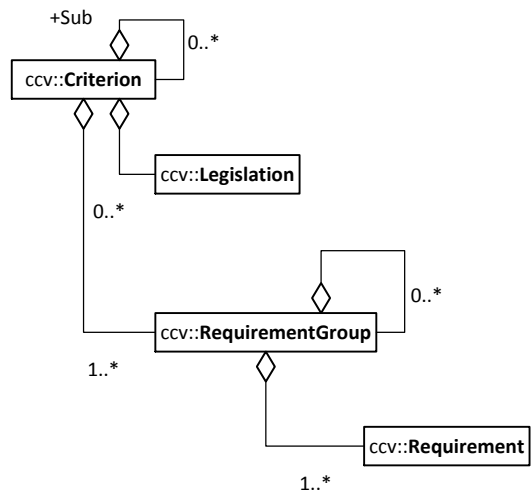 +Sub
0..*
ccv::Criterion
ccv::Legislation
0..*
0..*
ccv::RequirementGroup
1..*
ccv::Requirement
1..*